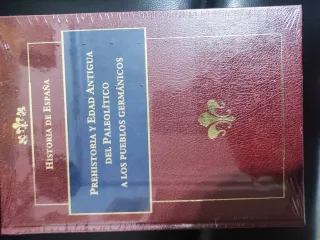 HISTORIA DE ESPAÑA
PREHISTORIA Y EDAD ANTIGUA
DEL PALEOLÍTICO
A LOS PUEBLOS GERMÁNICOS